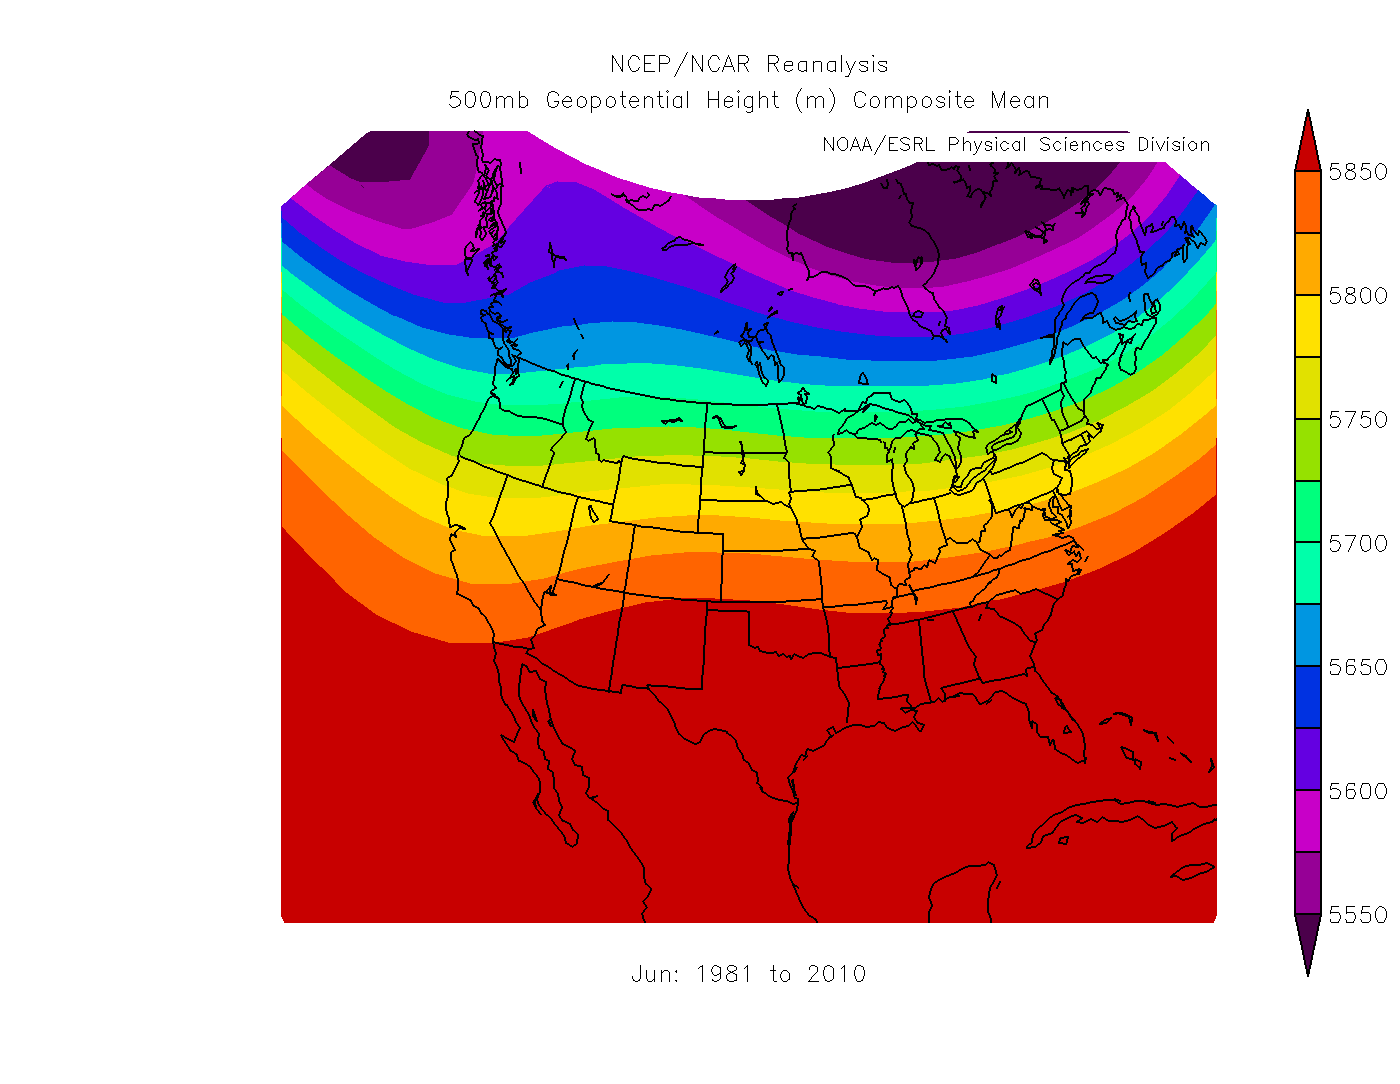 NCEP/NCAR Reanalysis
500mb Geopotential Height (m) Composite Mean
NOAA/ESRL Physical Sciences Division
5850
5800
5750
5700
5650
5600
5550
Jun: 1981 to 2010